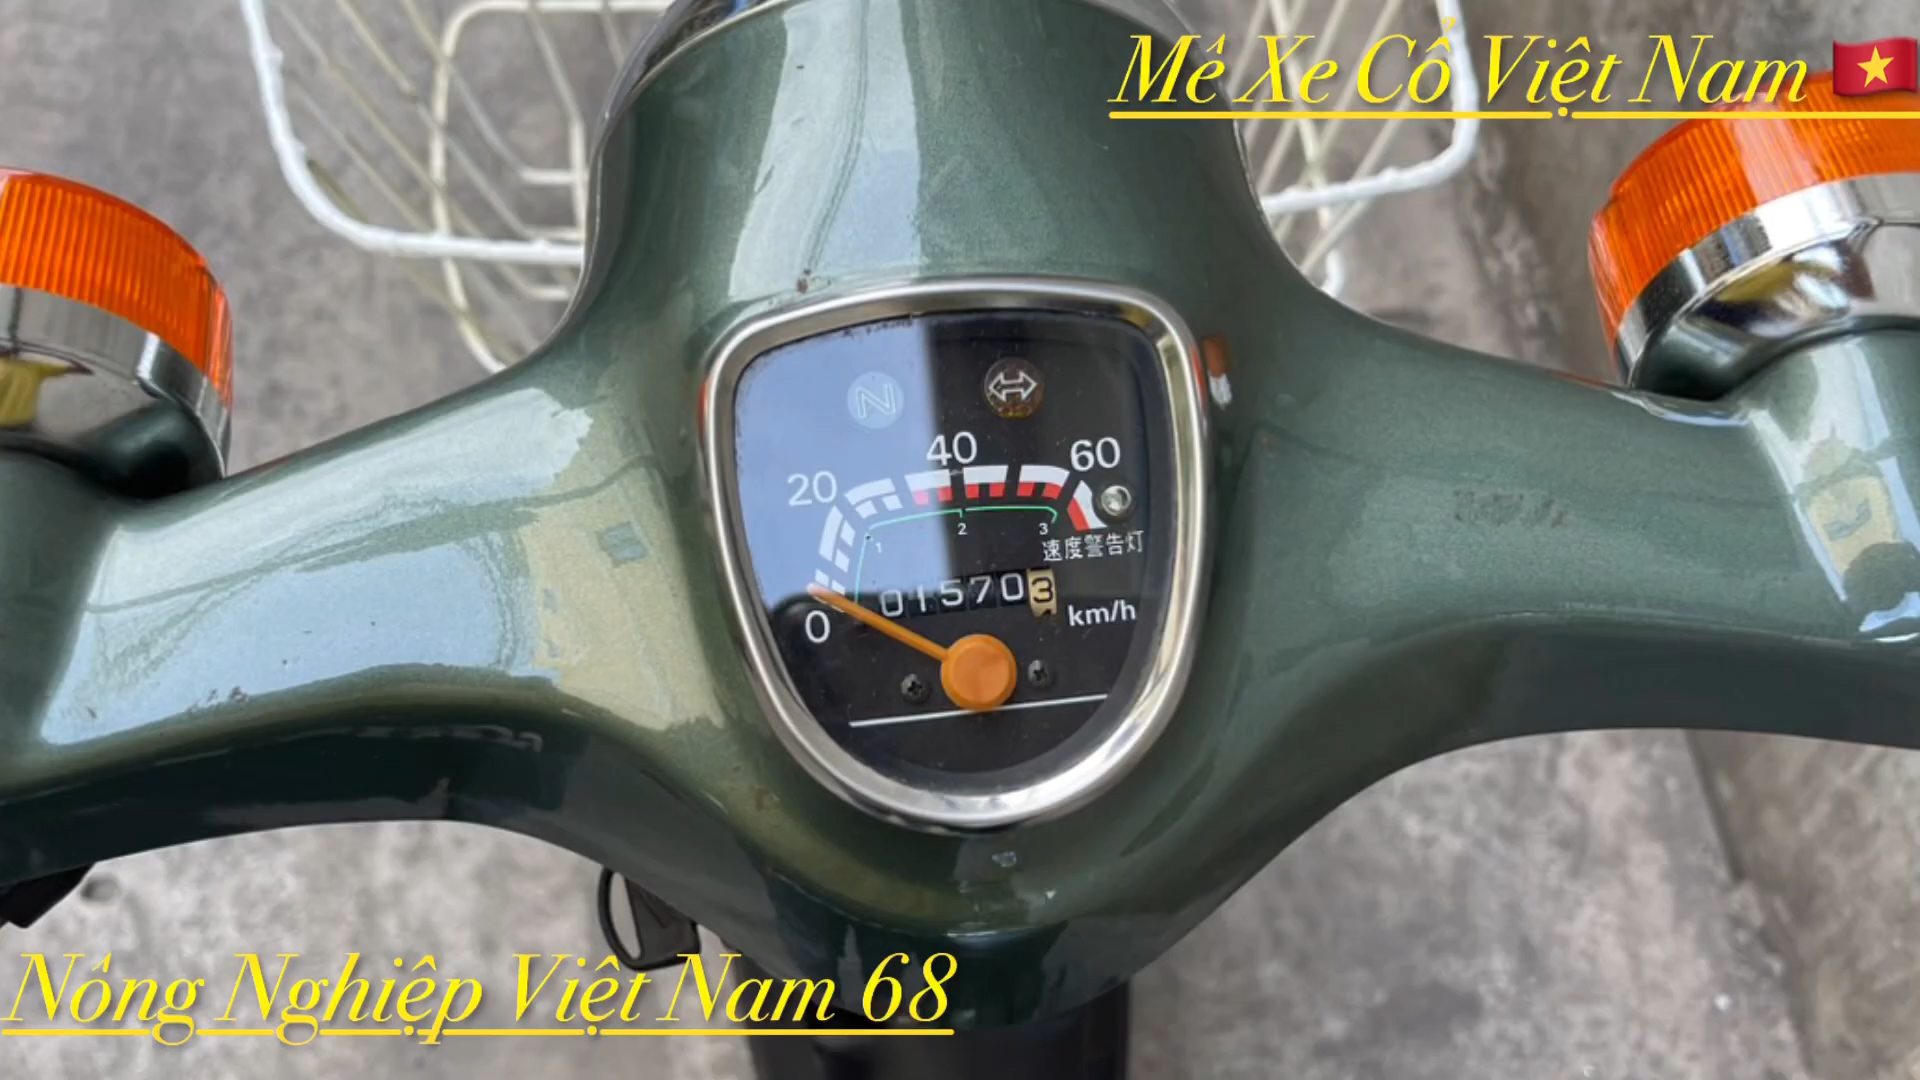 Mê Xe Cổ Việt Nam 🇻🇳
N
20 40 60
1 2 3
速度警告灯
015703
0 km/h
Nông Nghiệp Việt Nam 68